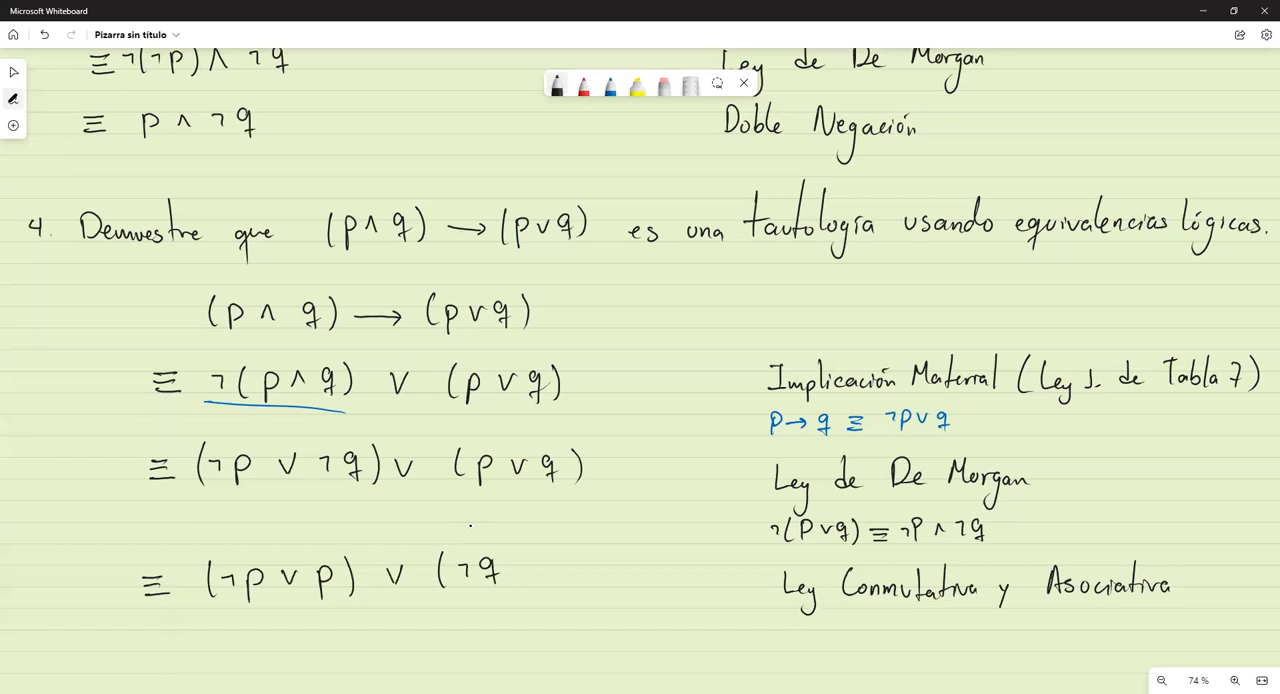 Microsoft Whiteboard
Pizarra sin título
≡ ¬(¬p) ∧ ¬q Ley de De Morgan
≡ p ∧ ¬q Doble Negación
4. Demuestre que (p ∧ q) → (p ∨ q) es una tautología usando equivalencias lógicas.
(p ∧ q) → (p ∨ q)
≡ ¬(p ∧ q) ∨ (p ∨ q) Implicación Material (Ley 1. de Tabla 7)
p → q ≡ ¬p ∨ q
≡ (¬p ∨ ¬q) ∨ (p ∨ q) Ley de De Morgan
¬(p ∨ q) ≡ ¬p ∧ ¬q
≡ (¬p ∨ p) ∨ (¬q Ley Conmutativa y Asociativa
74 %